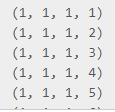 (1, 1, 1, 1)
(1, 1, 1, 2)
(1, 1, 1, 3)
(1, 1, 1, 4)
(1, 1, 1, 5)